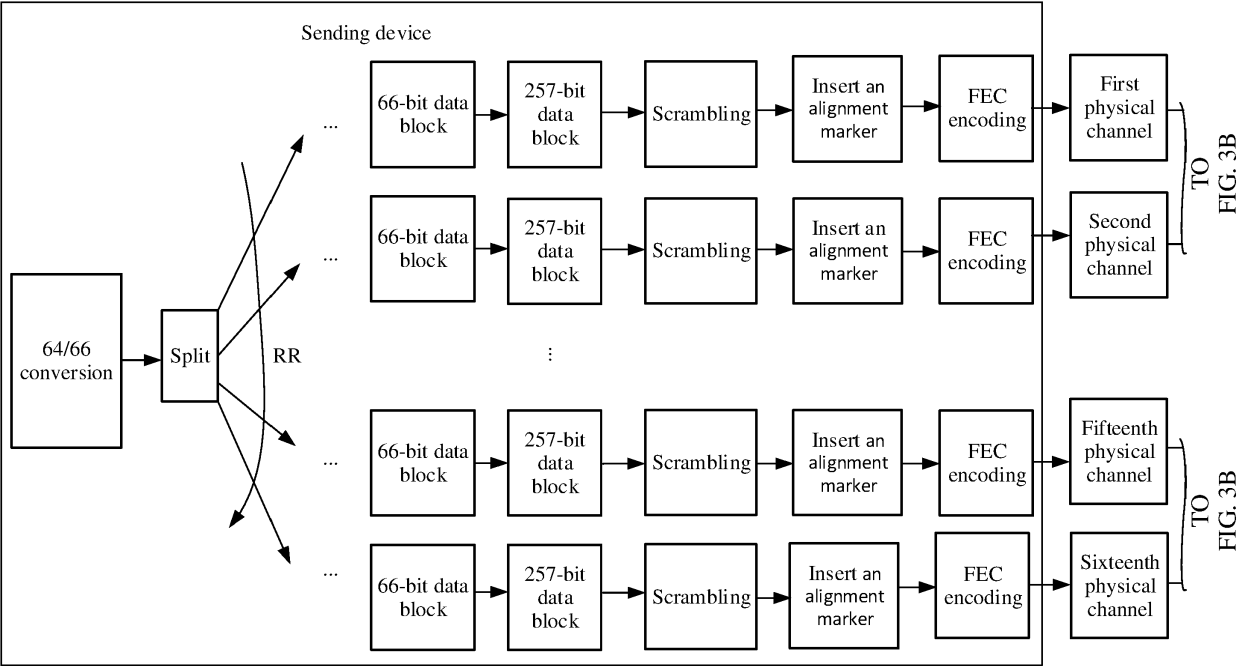 Sending device
66-bit data
block
257-bit
data
block
Scrambling
Insert an
alignment
marker
FEC
encoding
First
physical
channel
...
66-bit data
block
257-bit
data
block
Scrambling
Insert an
alignment
marker
FEC
encoding
Second
physical
channel
...
TO
FIG. 3B
64/66
conversion
Split
RR
...
66-bit data
block
257-bit
data
block
Scrambling
Insert an
alignment
marker
FEC
encoding
Fifteenth
physical
channel
...
66-bit data
block
257-bit
data
block
Scrambling
Insert an
alignment
marker
FEC
encoding
Sixteenth
physical
channel
...
TO
FIG. 3B